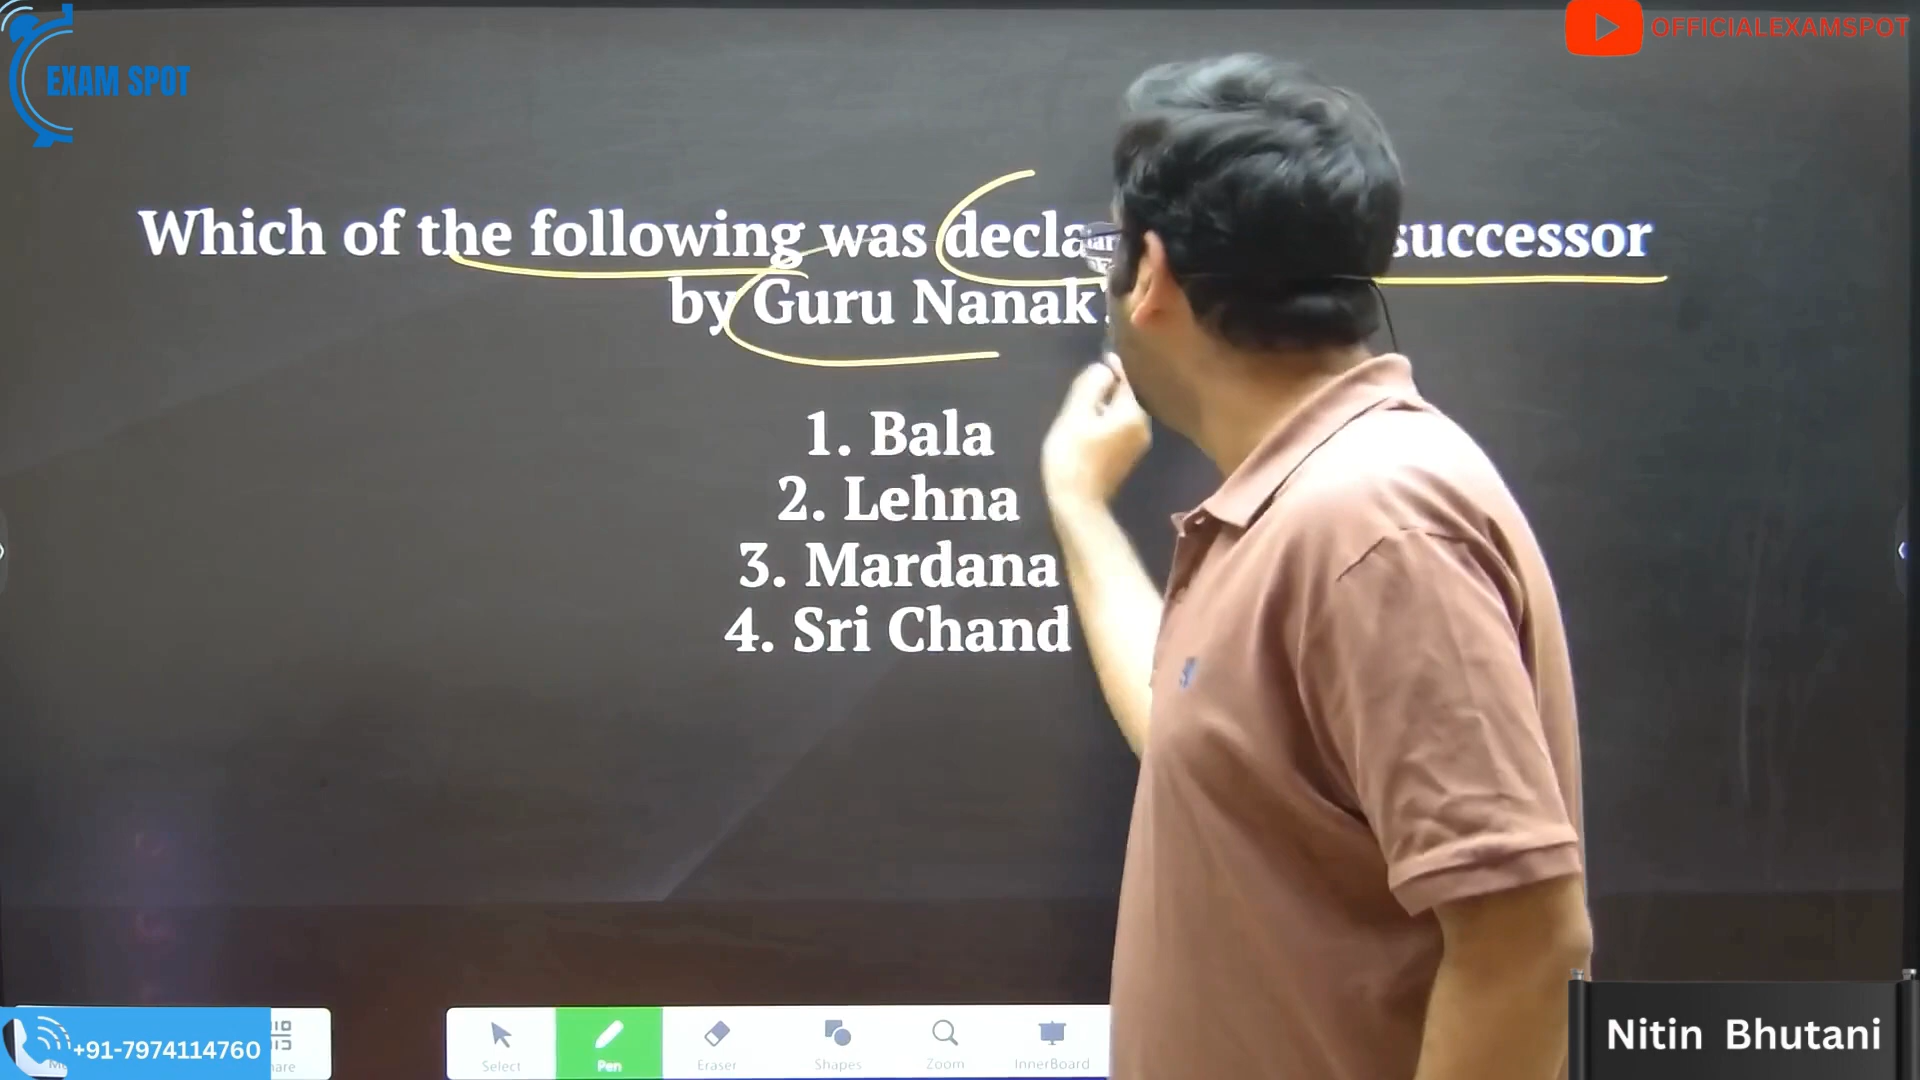 EXAM SPOT
OFFICIALEXAMSPOT
Which of the following was successor
by Guru Nanak
1. Bala
2. Lehna
3. Mardana
4. Sri Chand
+91-7974114760
Select
Pen
Eraser
Shapes
Zoom
InnerBoard
Nitin Bhutani